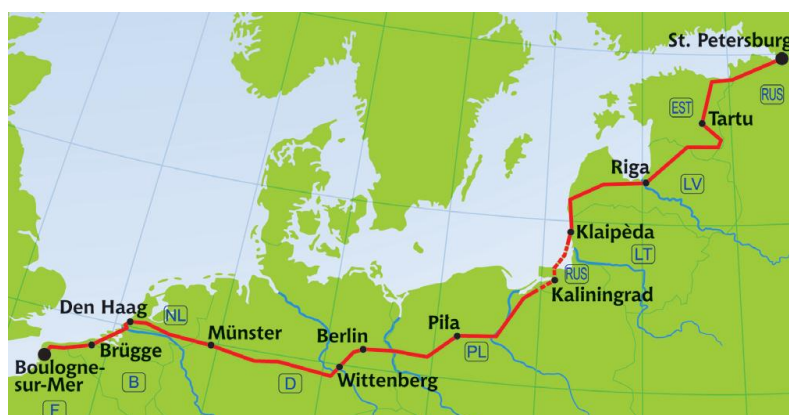 St. Petersburg
RUS
EST
Tartu
Riga
LV
Klaipèda
LT
RUS
Kaliningrad
Den Haag
NL
Münster
Berlin
Pila
PL
Brügge
Boulogne-
sur-Mer
B
D
Wittenberg
F